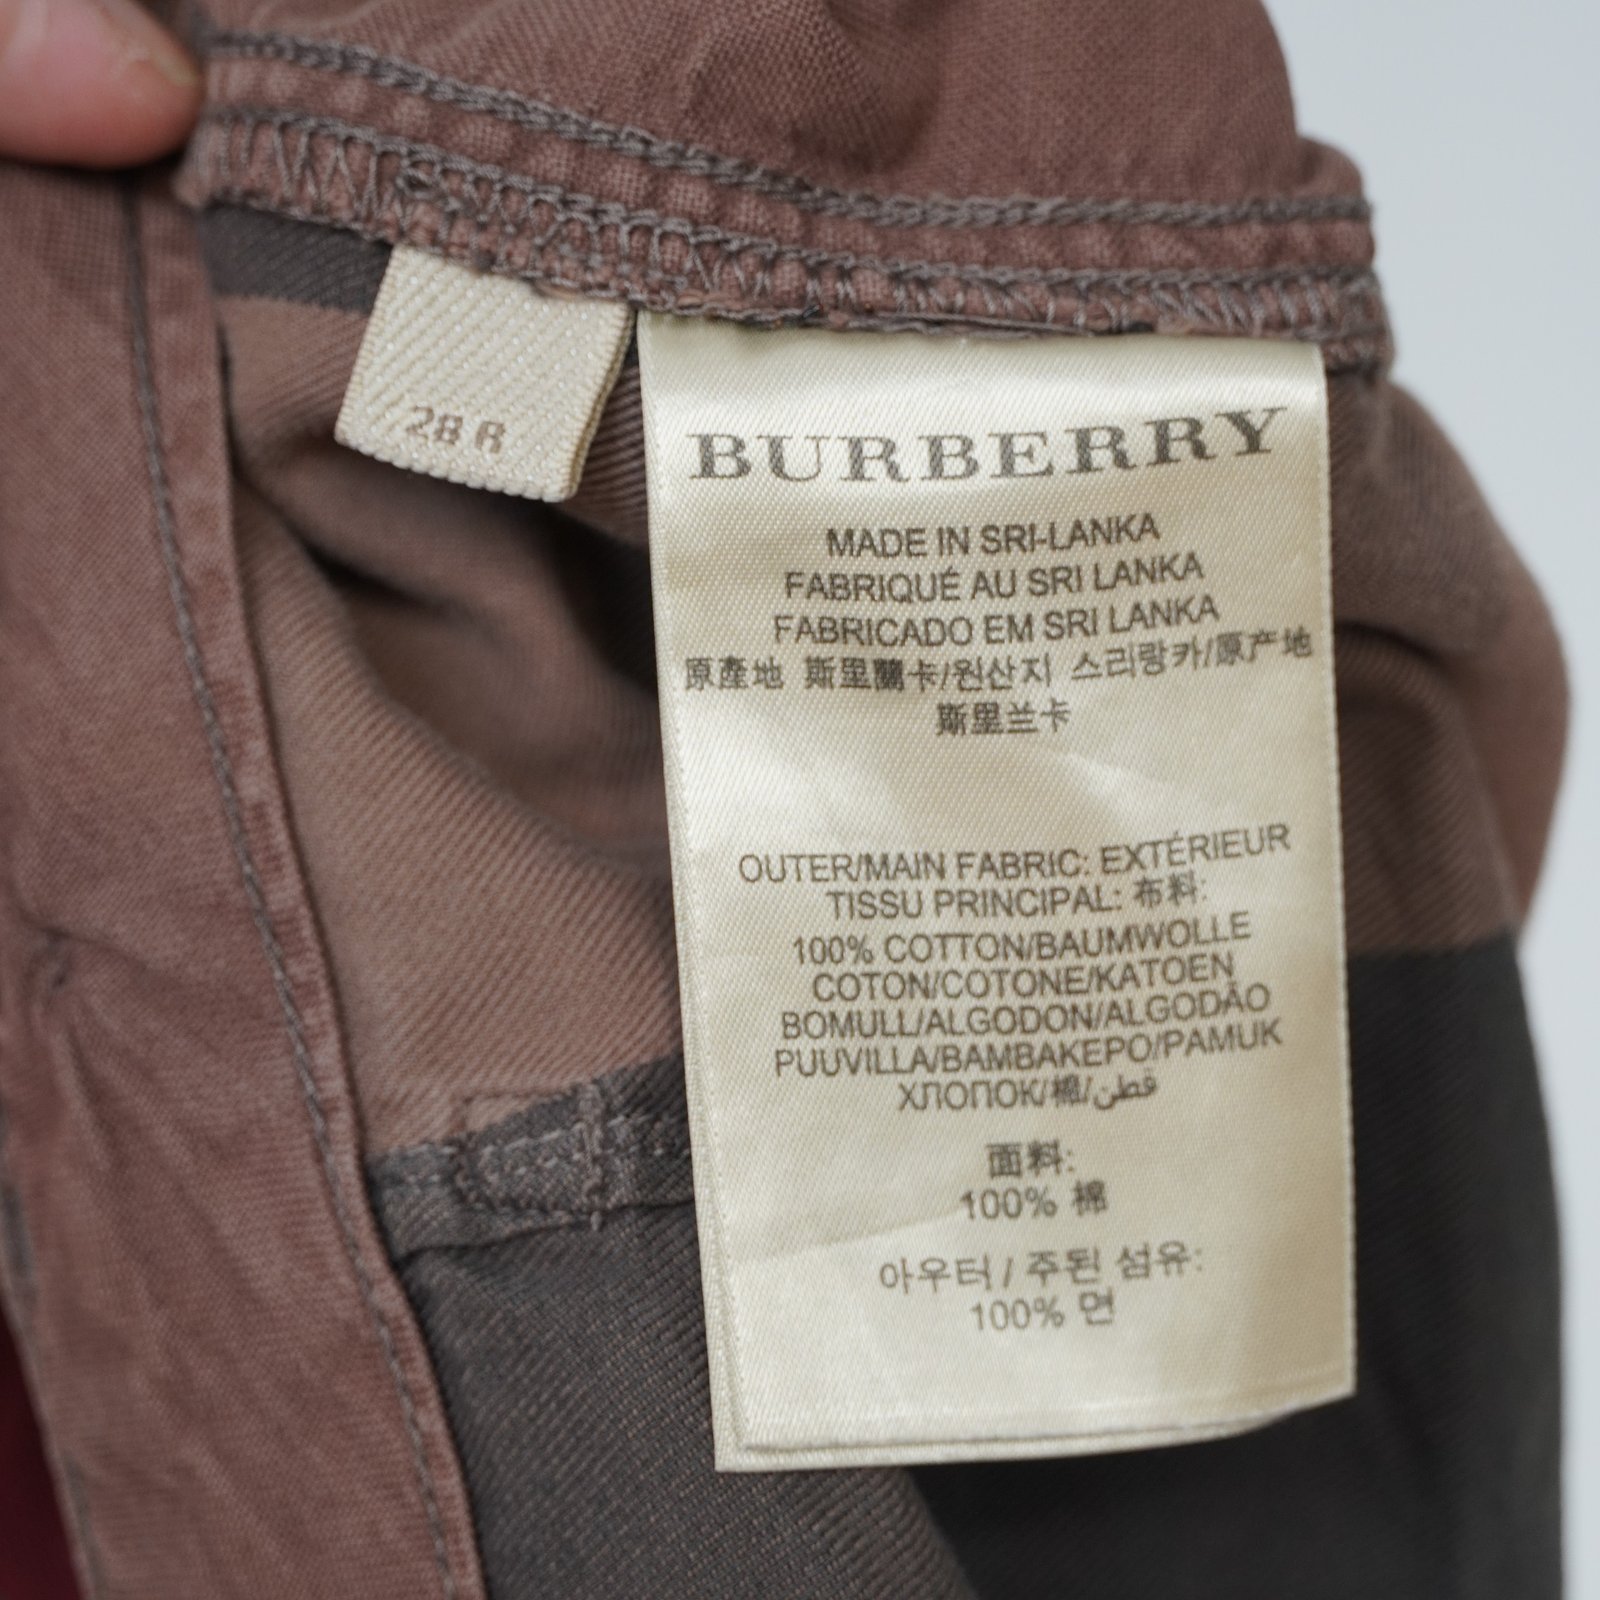 28 R
BURBERRY
MADE IN SRI-LANKA
FABRIQUÉ AU SRI LANKA
FABRICADO EM SRI LANKA
原產地 斯里蘭卡/원산지 스리랑카/原产地
斯里兰卡
OUTER/MAIN FABRIC: EXTÉRIEUR
TISSU PRINCIPAL: 布料:
100% COTTON/BAUMWOLLE
COTON/COTONE/KATOEN
BOMULL/ALGODON/ALGODÃO
PUUVILLA/BAMBAKEPO/PAMUK
ХЛОПОК/棉/قطن
面料:
100% 棉
아우터 / 주된 섬유:
100% 면